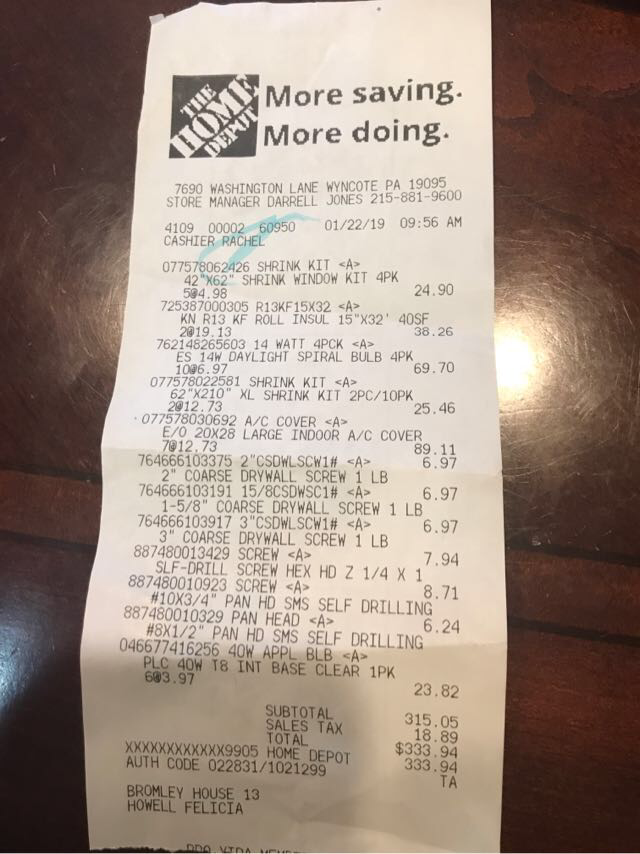 THE
HOME
DEPOT
More saving.
More doing.
7690 WASHINGTON LANE WYNCOTE PA 19095
STORE MANAGER DARRELL JONES 215-881-9600
4109 00002 60950 01/22/19 09:56 AM
CASHIER RACHEL
077578062426 SHRINK KIT <A>
42"X62" SHRINK WINDOW KIT 4PK
5@4.98 24.90
725387000305 R13KF15X32 <A>
KN R13 KF ROLL INSUL 15"X32' 40SF
2@19.13 38.26
762148265603 14 WATT 4PCK <A>
ES 14W DAYLIGHT SPIRAL BULB 4PK
10@6.97 69.70
077578022581 SHRINK KIT <A>
62"X210" XL SHRINK KIT 2PC/10PK
2@12.73 25.46
077578030692 A/C COVER <A>
E/O 20X28 LARGE INDOOR A/C COVER
7@12.73 89.11
764666103375 2"CSDWLSCW1# <A> 6.97
2" COARSE DRYWALL SCREW 1 LB
764666103191 15/8CSDWSC1# <A> 6.97
1-5/8" COARSE DRYWALL SCREW 1 LB
764666103917 3"CSDWLSCW1# <A> 6.97
3" COARSE DRYWALL SCREW 1 LB
887480013429 SCREW <A> 7.94
SLF-DRILL SCREW HEX HD Z 1/4 X 1
887480010923 SCREW <A> 8.71
#10X3/4" PAN HD SMS SELF DRILLING
887480010329 PAN HEAD <A> 6.24
#8X1/2" PAN HD SMS SELF DRILLING
046677416256 40W APPL BLB <A>
PLC 40W T8 INT BASE CLEAR 1PK
6@3.97 23.82
SUBTOTAL 315.05
SALES TAX 18.89
TOTAL $333.94
XXXXXXXXXXXX9905 HOME DEPOT 333.94
AUTH CODE 022831/1021299 TA
BROMLEY HOUSE 13
HOWELL FELICIA